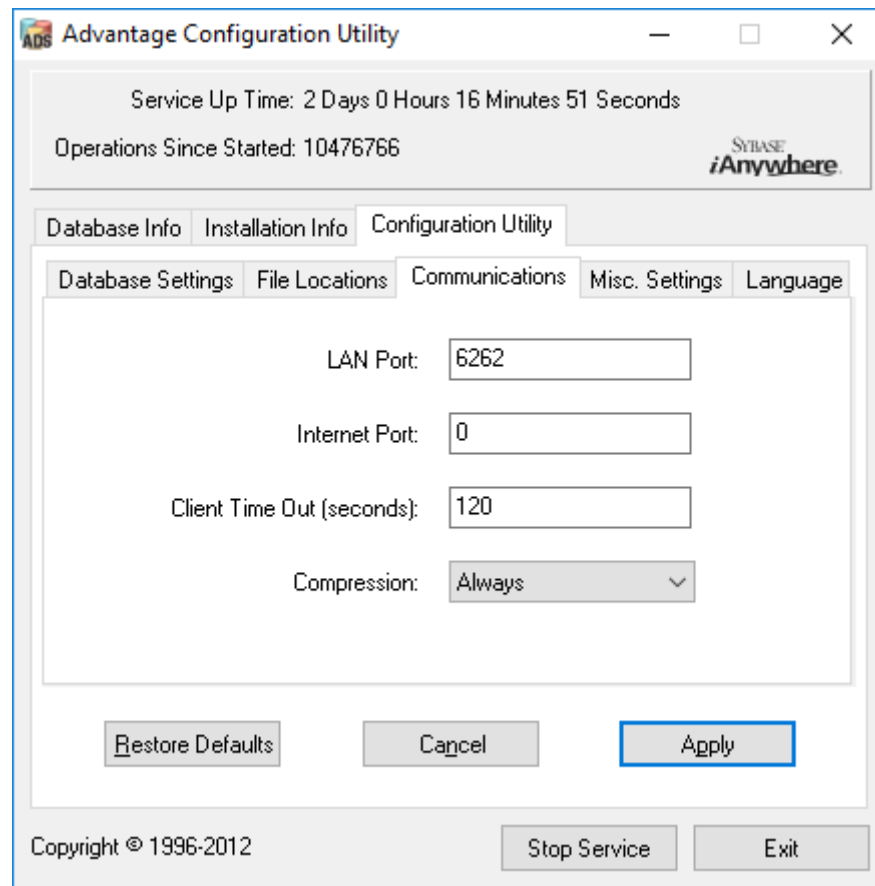 ADS Advantage Configuration Utility
Service Up Time: 2 Days 0 Hours 16 Minutes 51 Seconds
Operations Since Started: 10476766
SYBASE
iAnywhere.
Database Info Installation Info Configuration Utility
Database Settings File Locations Communications Misc. Settings Language
LAN Port: 6262
Internet Port: 0
Client Time Out (seconds): 120
Compression: Always
Restore Defaults Cancel Apply
Copyright © 1996-2012 Stop Service Exit